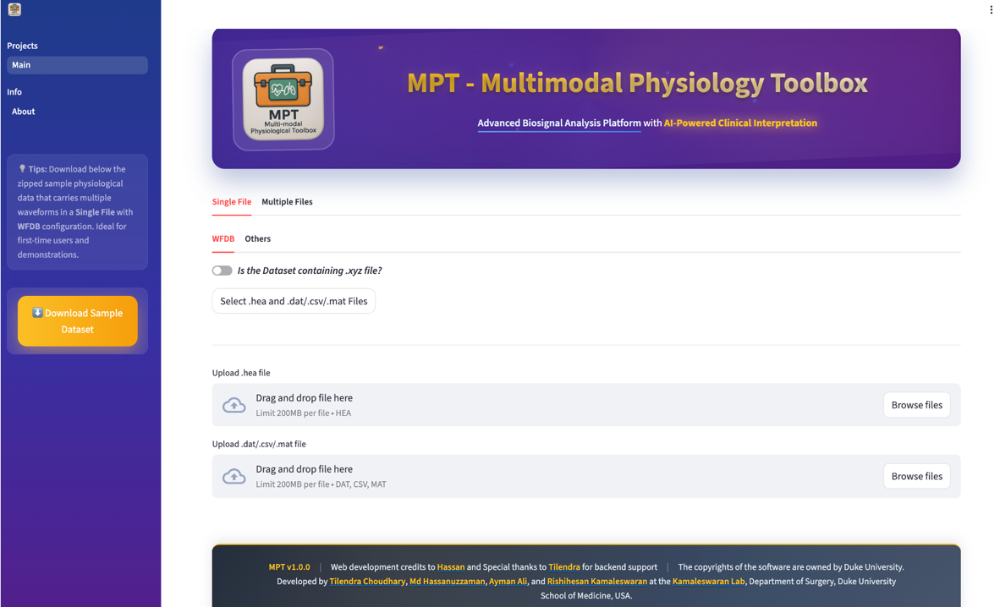 Projects
Main
Info
About
Tips: Download below the
zipped sample physiological
data that carries multiple
waveforms in a Single File with
WFDB configuration. Ideal for
first-time users and
demonstrations.
Download Sample
Dataset
MPT
Multi-modal
Physiological Toolbox
MPT - Multimodal Physiology Toolbox
Advanced Biosignal Analysis Platform with AI-Powered Clinical Interpretation
Single File Multiple Files
WFDB Others
Is the Dataset containing .xyz file?
Select .hea and .dat/.csv/.mat Files
Upload .hea file
Drag and drop file here
Limit 200MB per file • HEA
Browse files
Upload .dat/.csv/.mat file
Drag and drop file here
Limit 200MB per file • DAT, CSV, MAT
Browse files
MPT v1.0.0 | Web development credits to Hassan and Special thanks to Tilendra for backend support | The copyrights of the software are owned by Duke University.
Developed by Tilendra Choudhary, Md Hassanuzzaman, Ayman Ali, and Rishihesan Kamaleswaran at the Kamaleswaran Lab, Department of Surgery, Duke University
School of Medicine, USA.